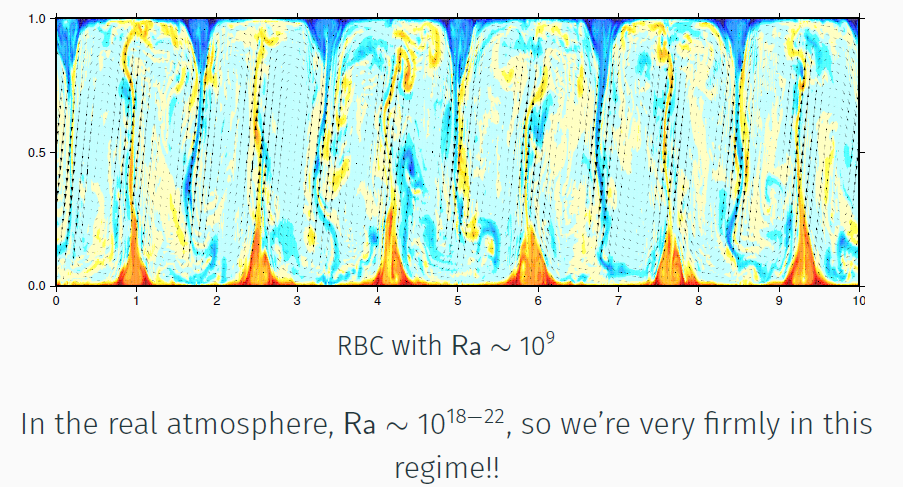 1.0
0.5
0.0
0 1 2 3 4 5 6 7 8 9 10
RBC with Ra ∼ 10⁹
In the real atmosphere, Ra ∼ 10¹⁸⁻²², so we’re very firmly in this
regime!!